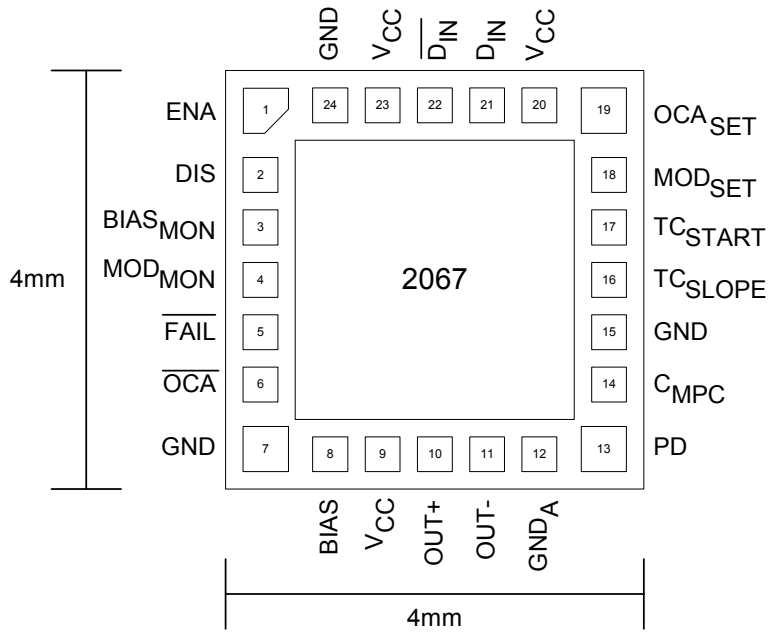 GND
VCC
DIN
DIN
VCC
24
23
22
21
20
ENA
1
19
OCASET
DIS
2
18
MODSET
BIASMON
3
17
TCSTART
4mm
MODMON
4
2067
16
TCSLOPE
FAIL
5
15
GND
OCA
6
14
CMPC
GND
7
13
PD
8
9
10
11
12
BIAS
VCC
OUT+
OUT-
GNDA
4mm